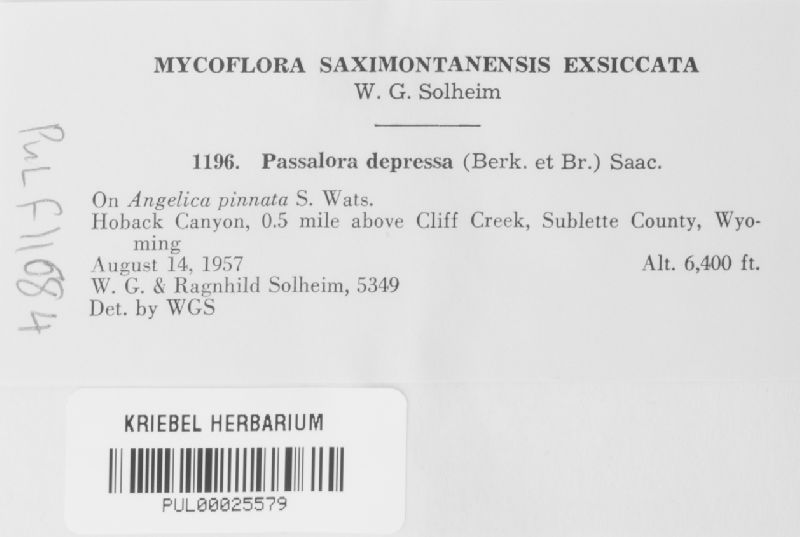 MYCOFLORA SAXIMONTANENSIS EXSICCATA
W. G. Solheim
1196. Passalora depressa (Berk. et Br.) Saac.
On Angelica pinnata S. Wats.
Hoback Canyon, 0.5 mile above Cliff Creek, Sublette County, Wyo-
ming
August 14, 1957 Alt. 6,400 ft.
W. G. & Ragnhild Solheim, 5349
Det. by WGS
PUL F11684
KRIEBEL HERBARIUM
PUL00025579